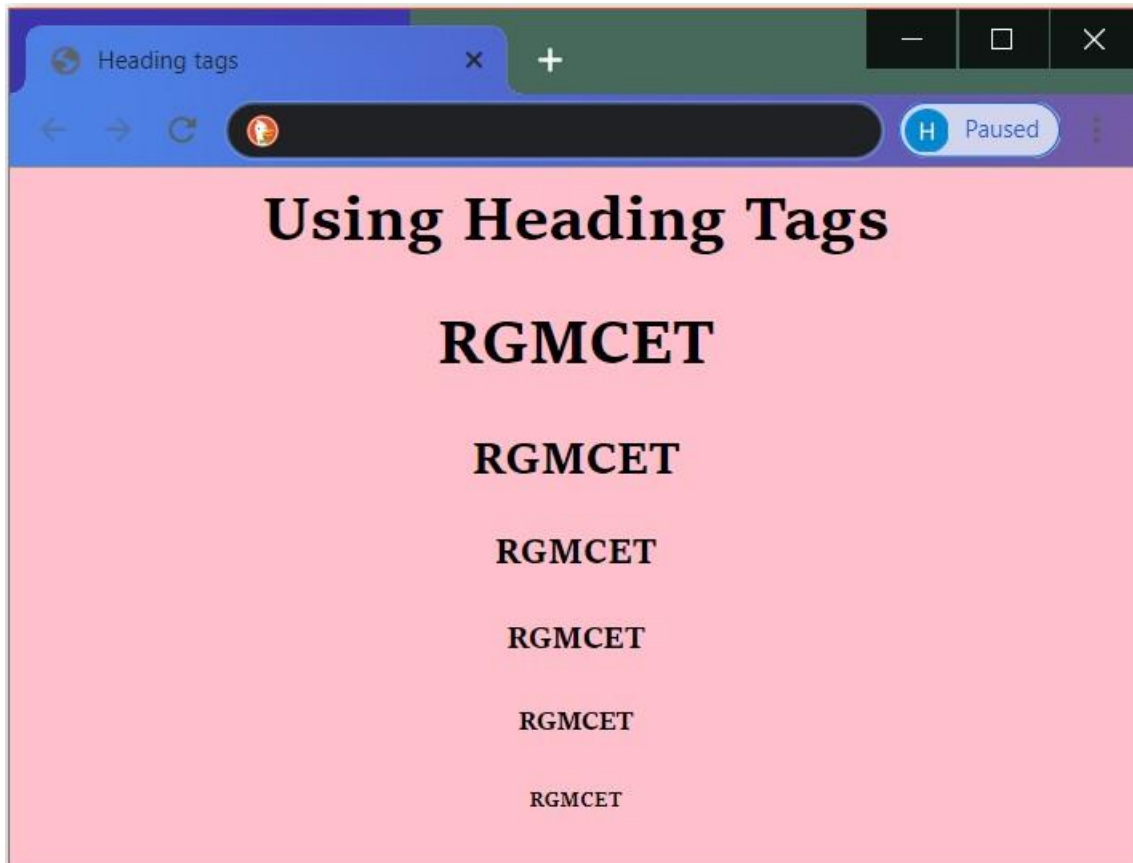 Heading tags
H Paused
Using Heading Tags
RGMCET
RGMCET
RGMCET
RGMCET
RGMCET
RGMCET